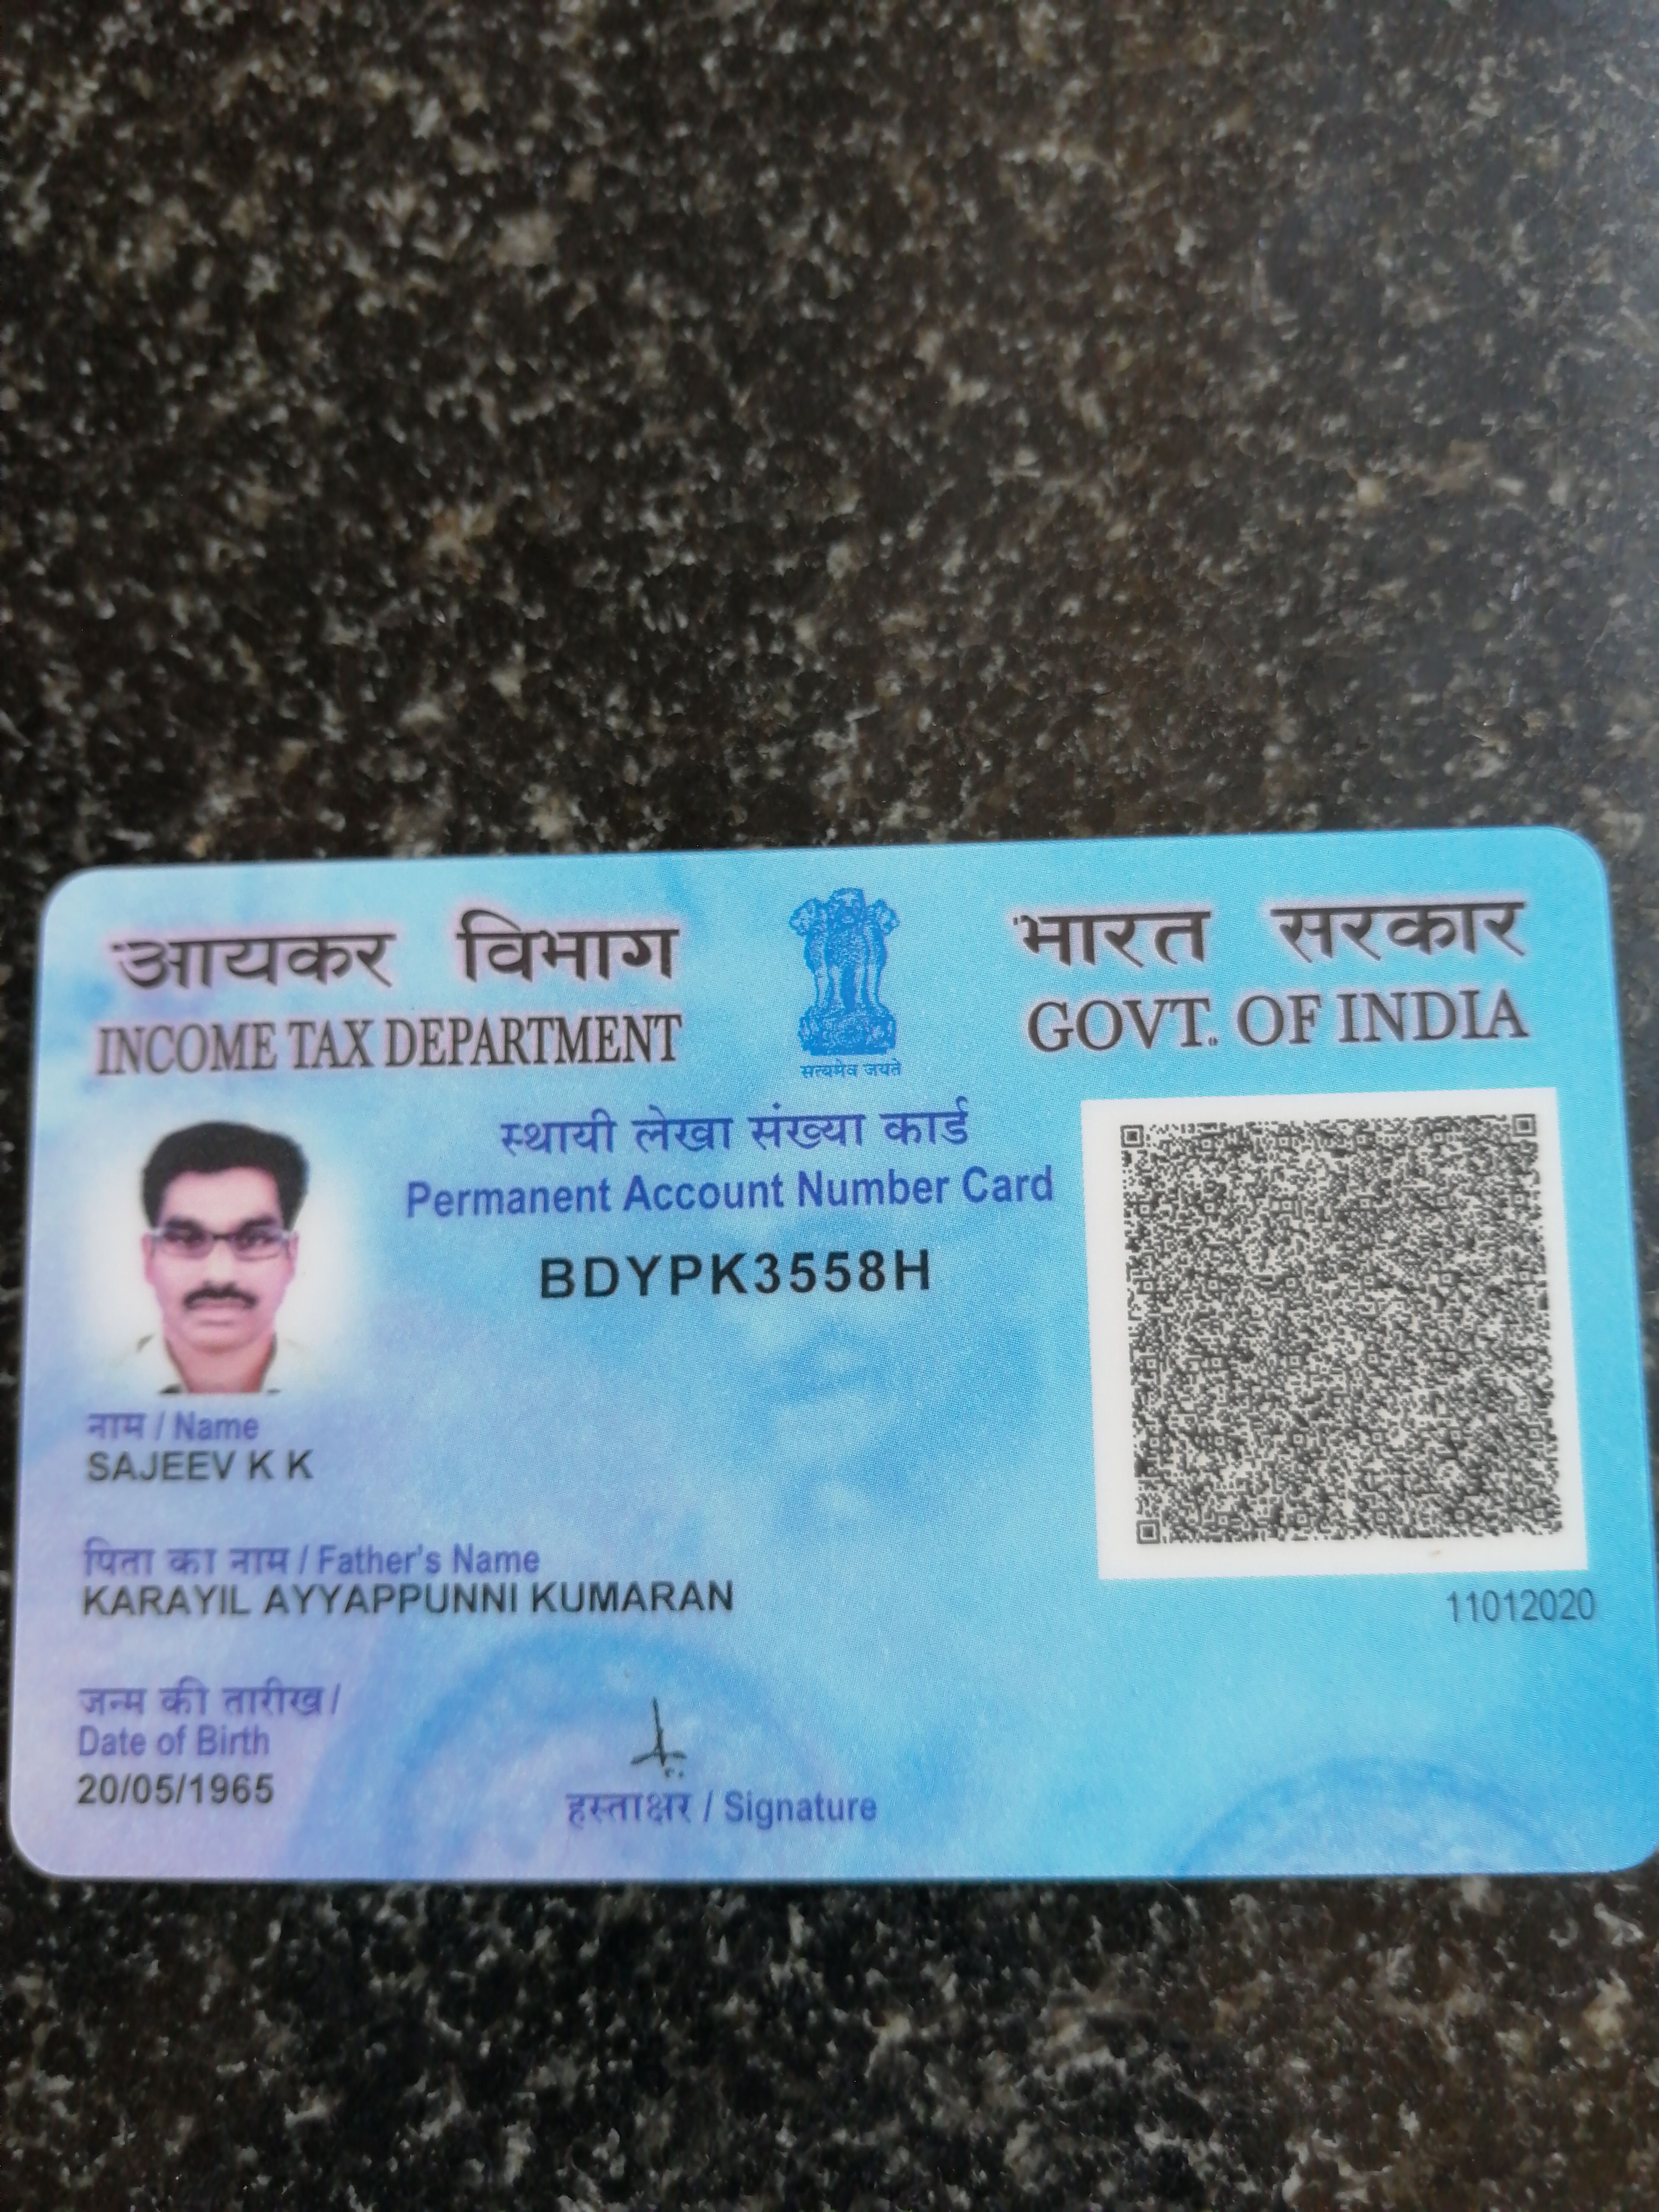 आयकर विभाग
INCOME TAX DEPARTMENT
सत्यमेव जयते
भारत सरकार
GOVT. OF INDIA
स्थायी लेखा संख्या कार्ड
Permanent Account Number Card
BDYPK3558H
नाम / Name
SAJEEV K K
पिता का नाम / Father's Name
KARAYIL AYYAPPUNNI KUMARAN
11012020
जन्म की तारीख /
Date of Birth
20/05/1965
हस्ताक्षर / Signature